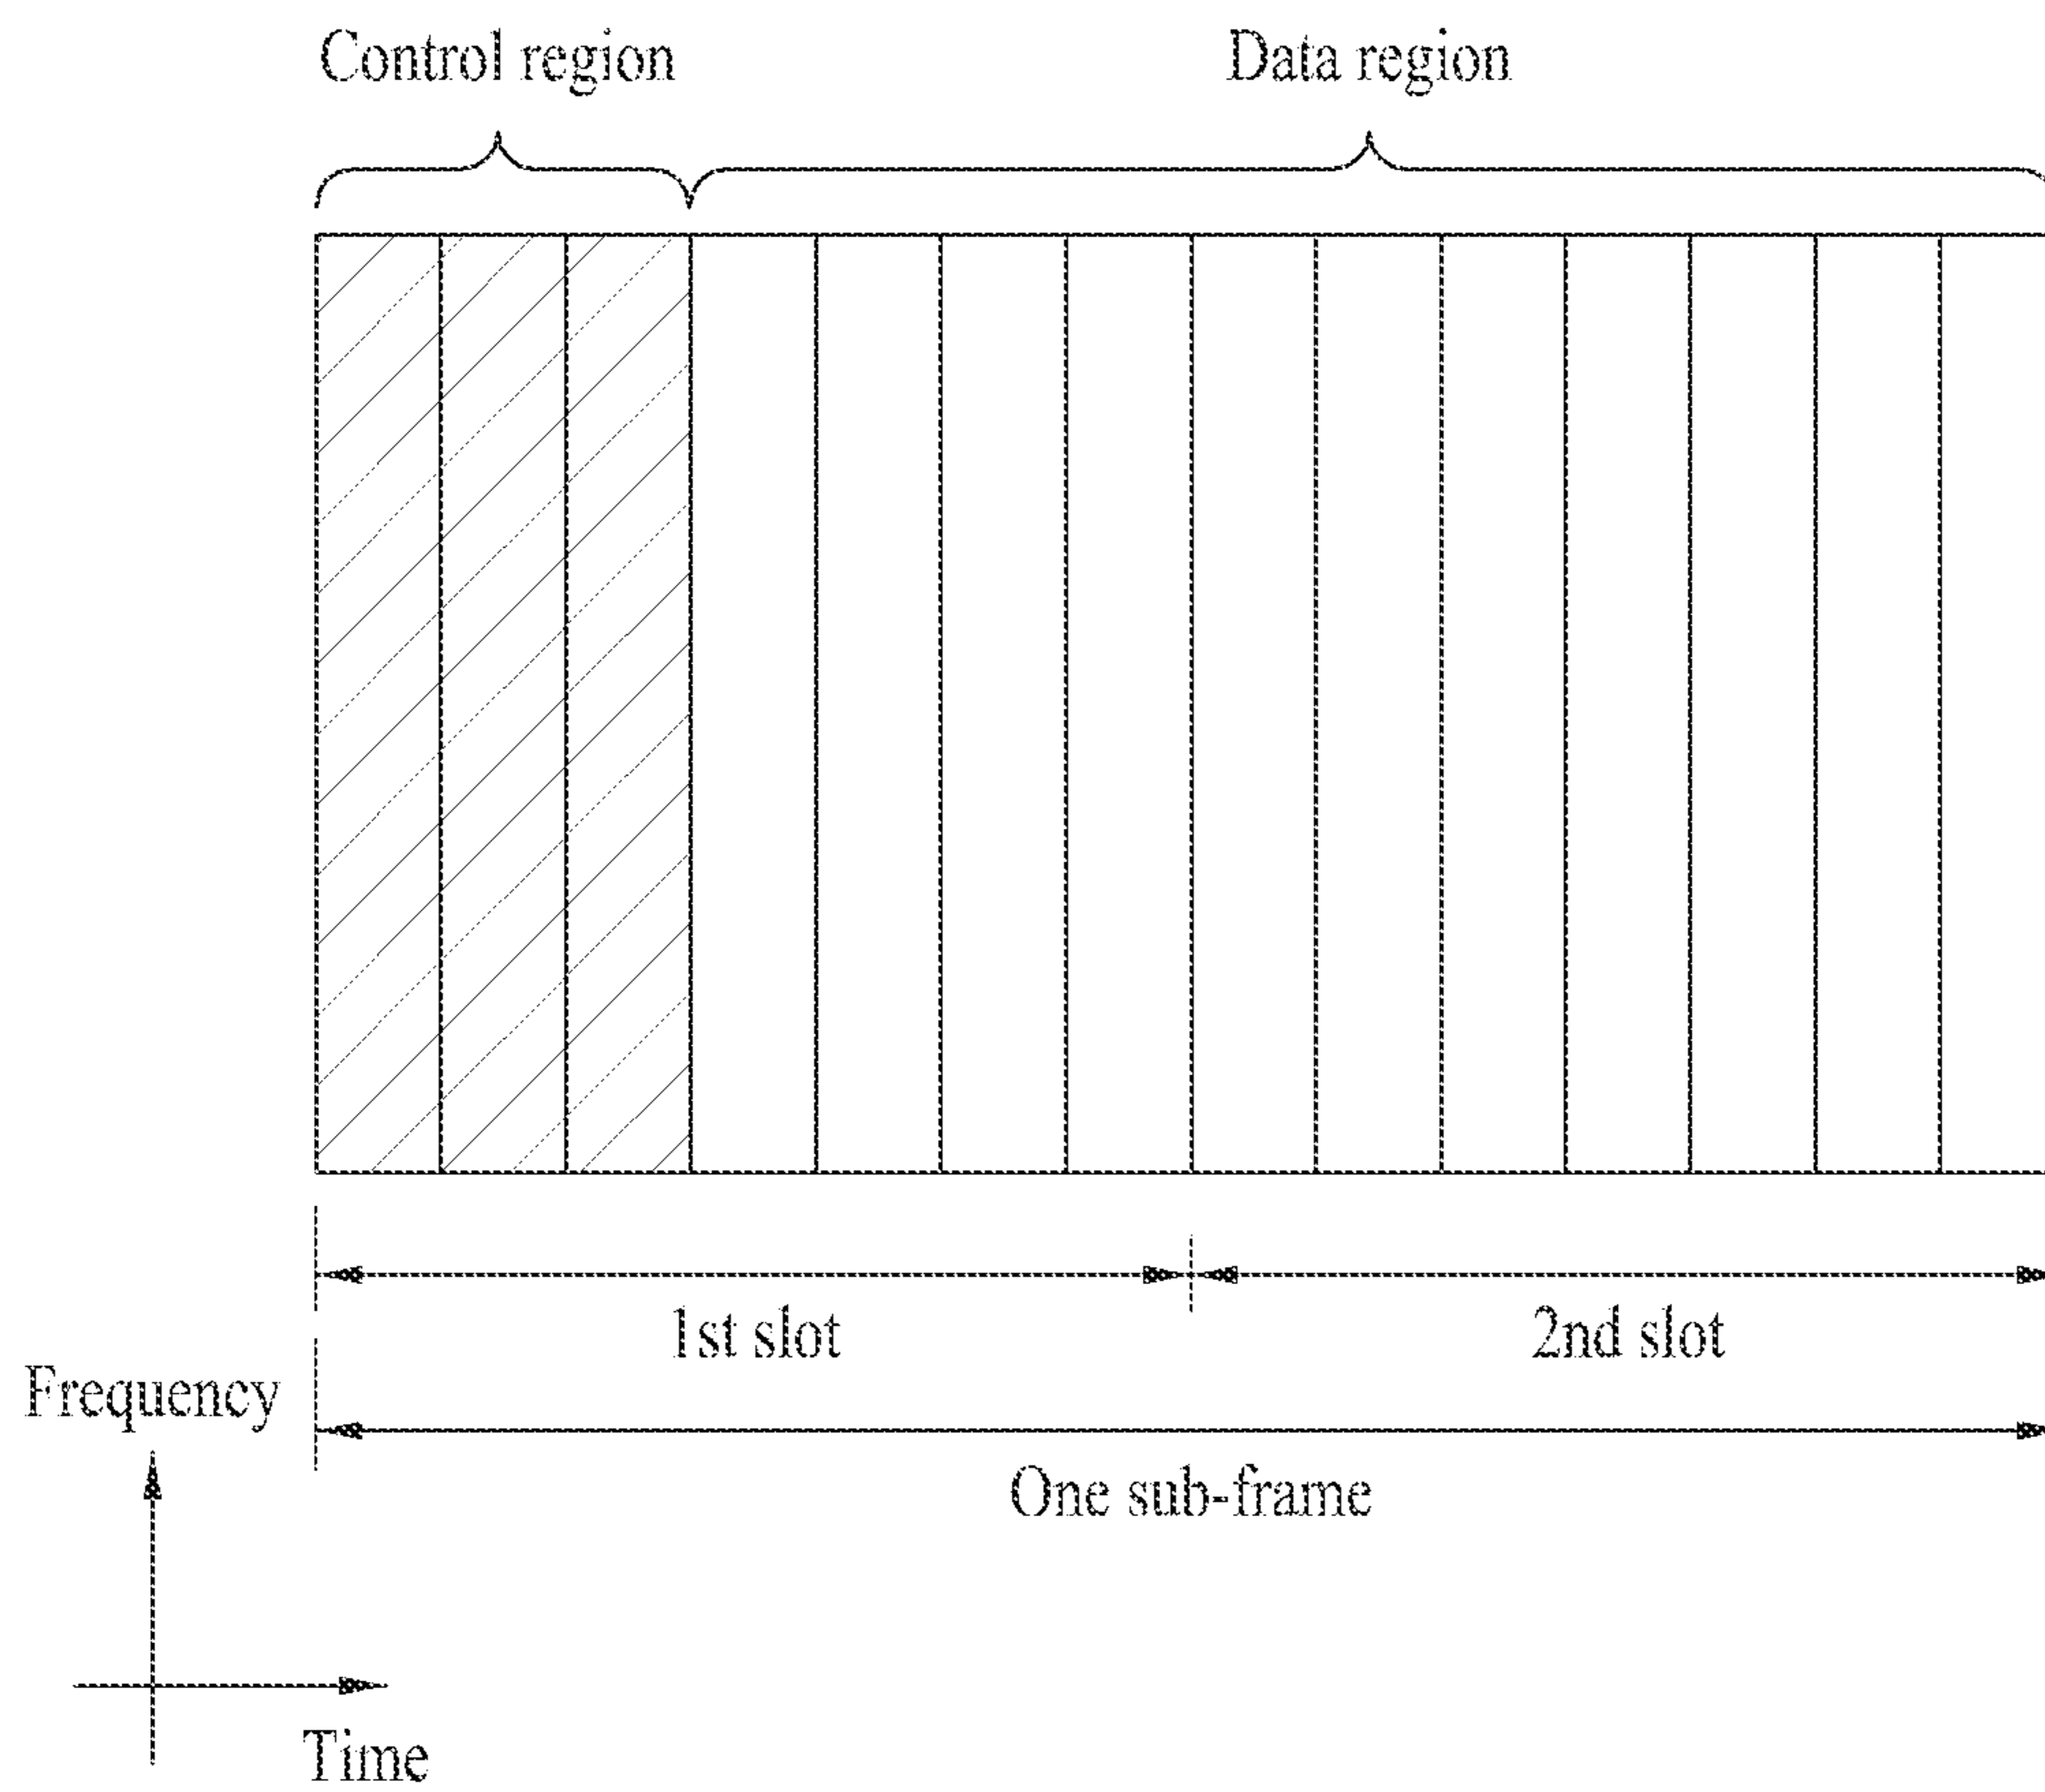 Control region
Data region
1st slot
2nd slot
Frequency
One sub-frame
Time